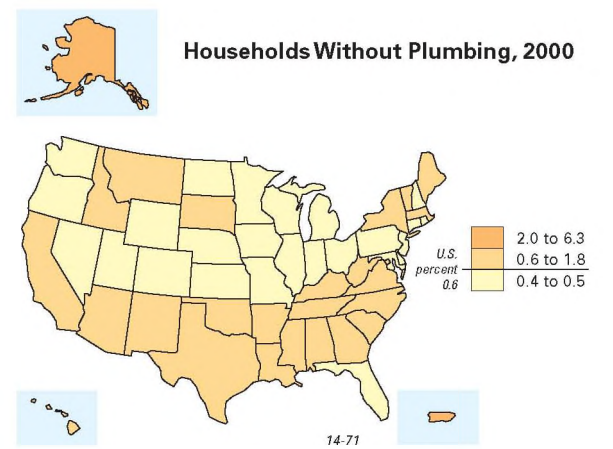 Households Without Plumbing, 2000
2.0 to 6.3
U.S.
0.6 to 1.8
percent
0.6
0.4 to 0.5
14-71